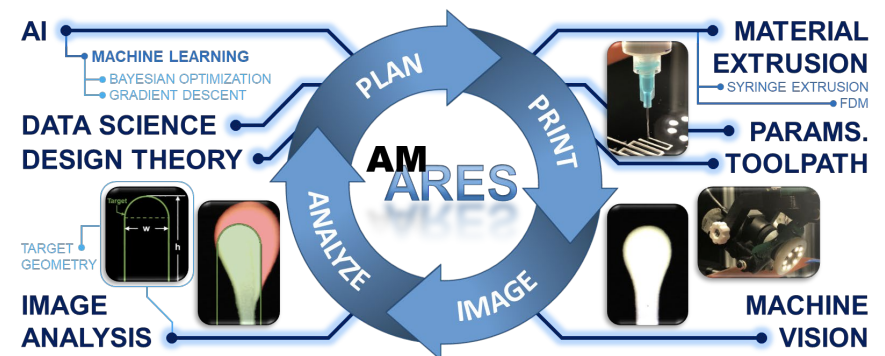 AI
MACHINE LEARNING
BAYESIAN OPTIMIZATION
GRADIENT DESCENT
DATA SCIENCE
DESIGN THEORY
PLAN
PRINT
IMAGE
ANALYZE
AM
ARES
MATERIAL
EXTRUSION
SYRINGE EXTRUSION
FDM
PARAMS.
TOOLPATH
Target
w
h
TARGET
GEOMETRY
IMAGE
ANALYSIS
MACHINE
VISION